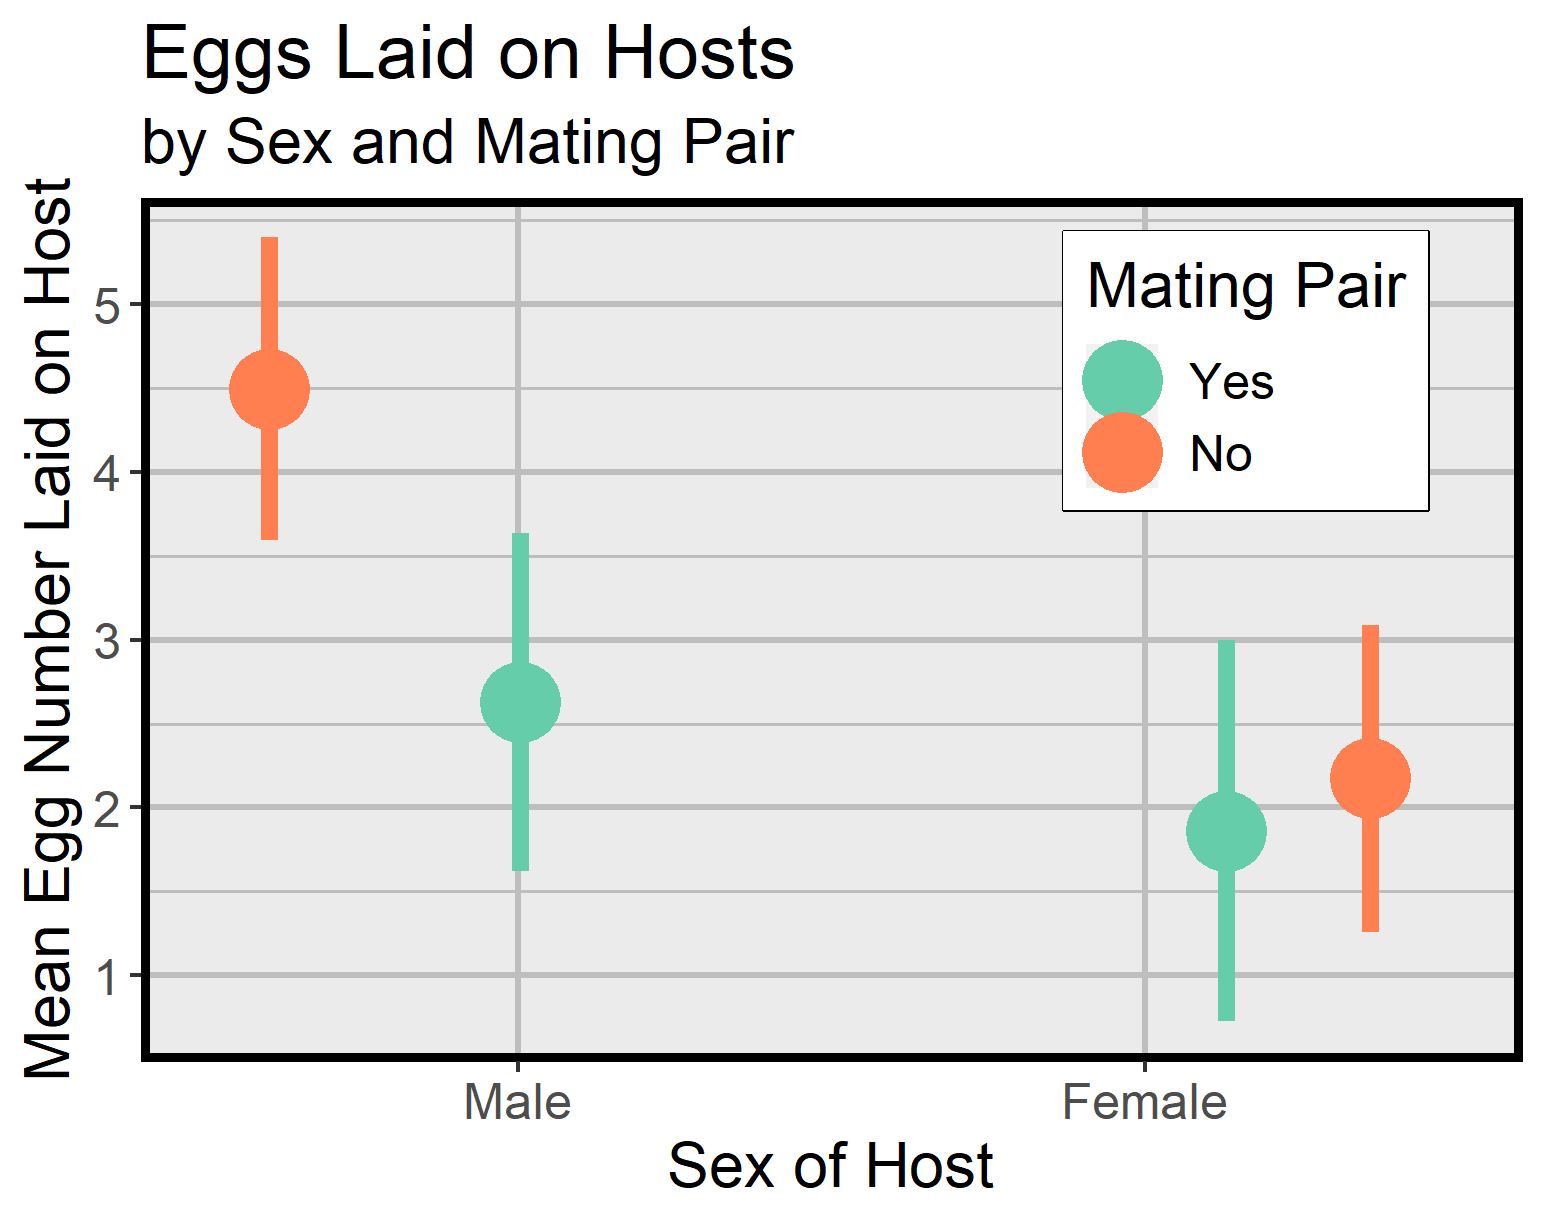 Eggs Laid on Hosts
by Sex and Mating Pair
Mean Egg Number Laid on Host
5
4
3
2
1
Mating Pair
Yes
No
Male
Female
Sex of Host